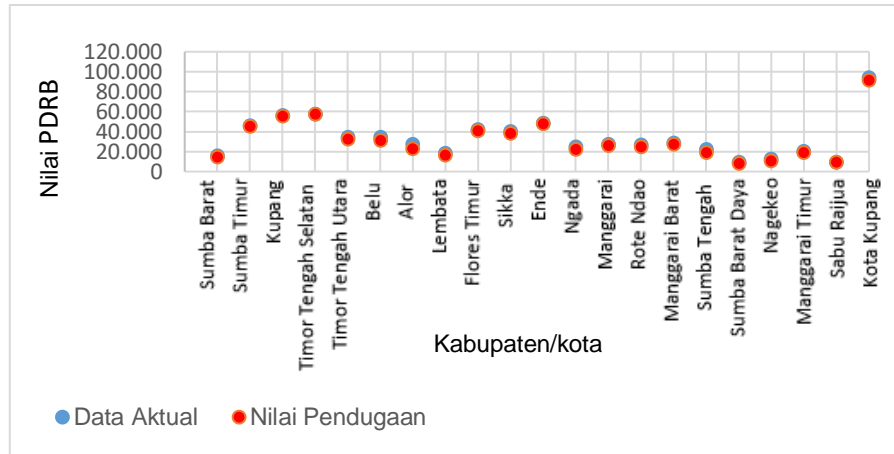 Nilai PDRB
120.000
100.000
80.000
60.000
40.000
20.000
0
Sumba Barat
Sumba Timur
Kupang
Timor Tengah Selatan
Timor Tengah Utara
Belu
Alor
Lembata
Flores Timur
Sikka
Ende
Ngada
Manggarai
Rote Ndao
Manggarai Barat
Sumba Tengah
Sumba Barat Daya
Nagekeo
Manggarai Timur
Sabu Raijua
Kota Kupang
Kabupaten/kota
Data Aktual
Nilai Pendugaan